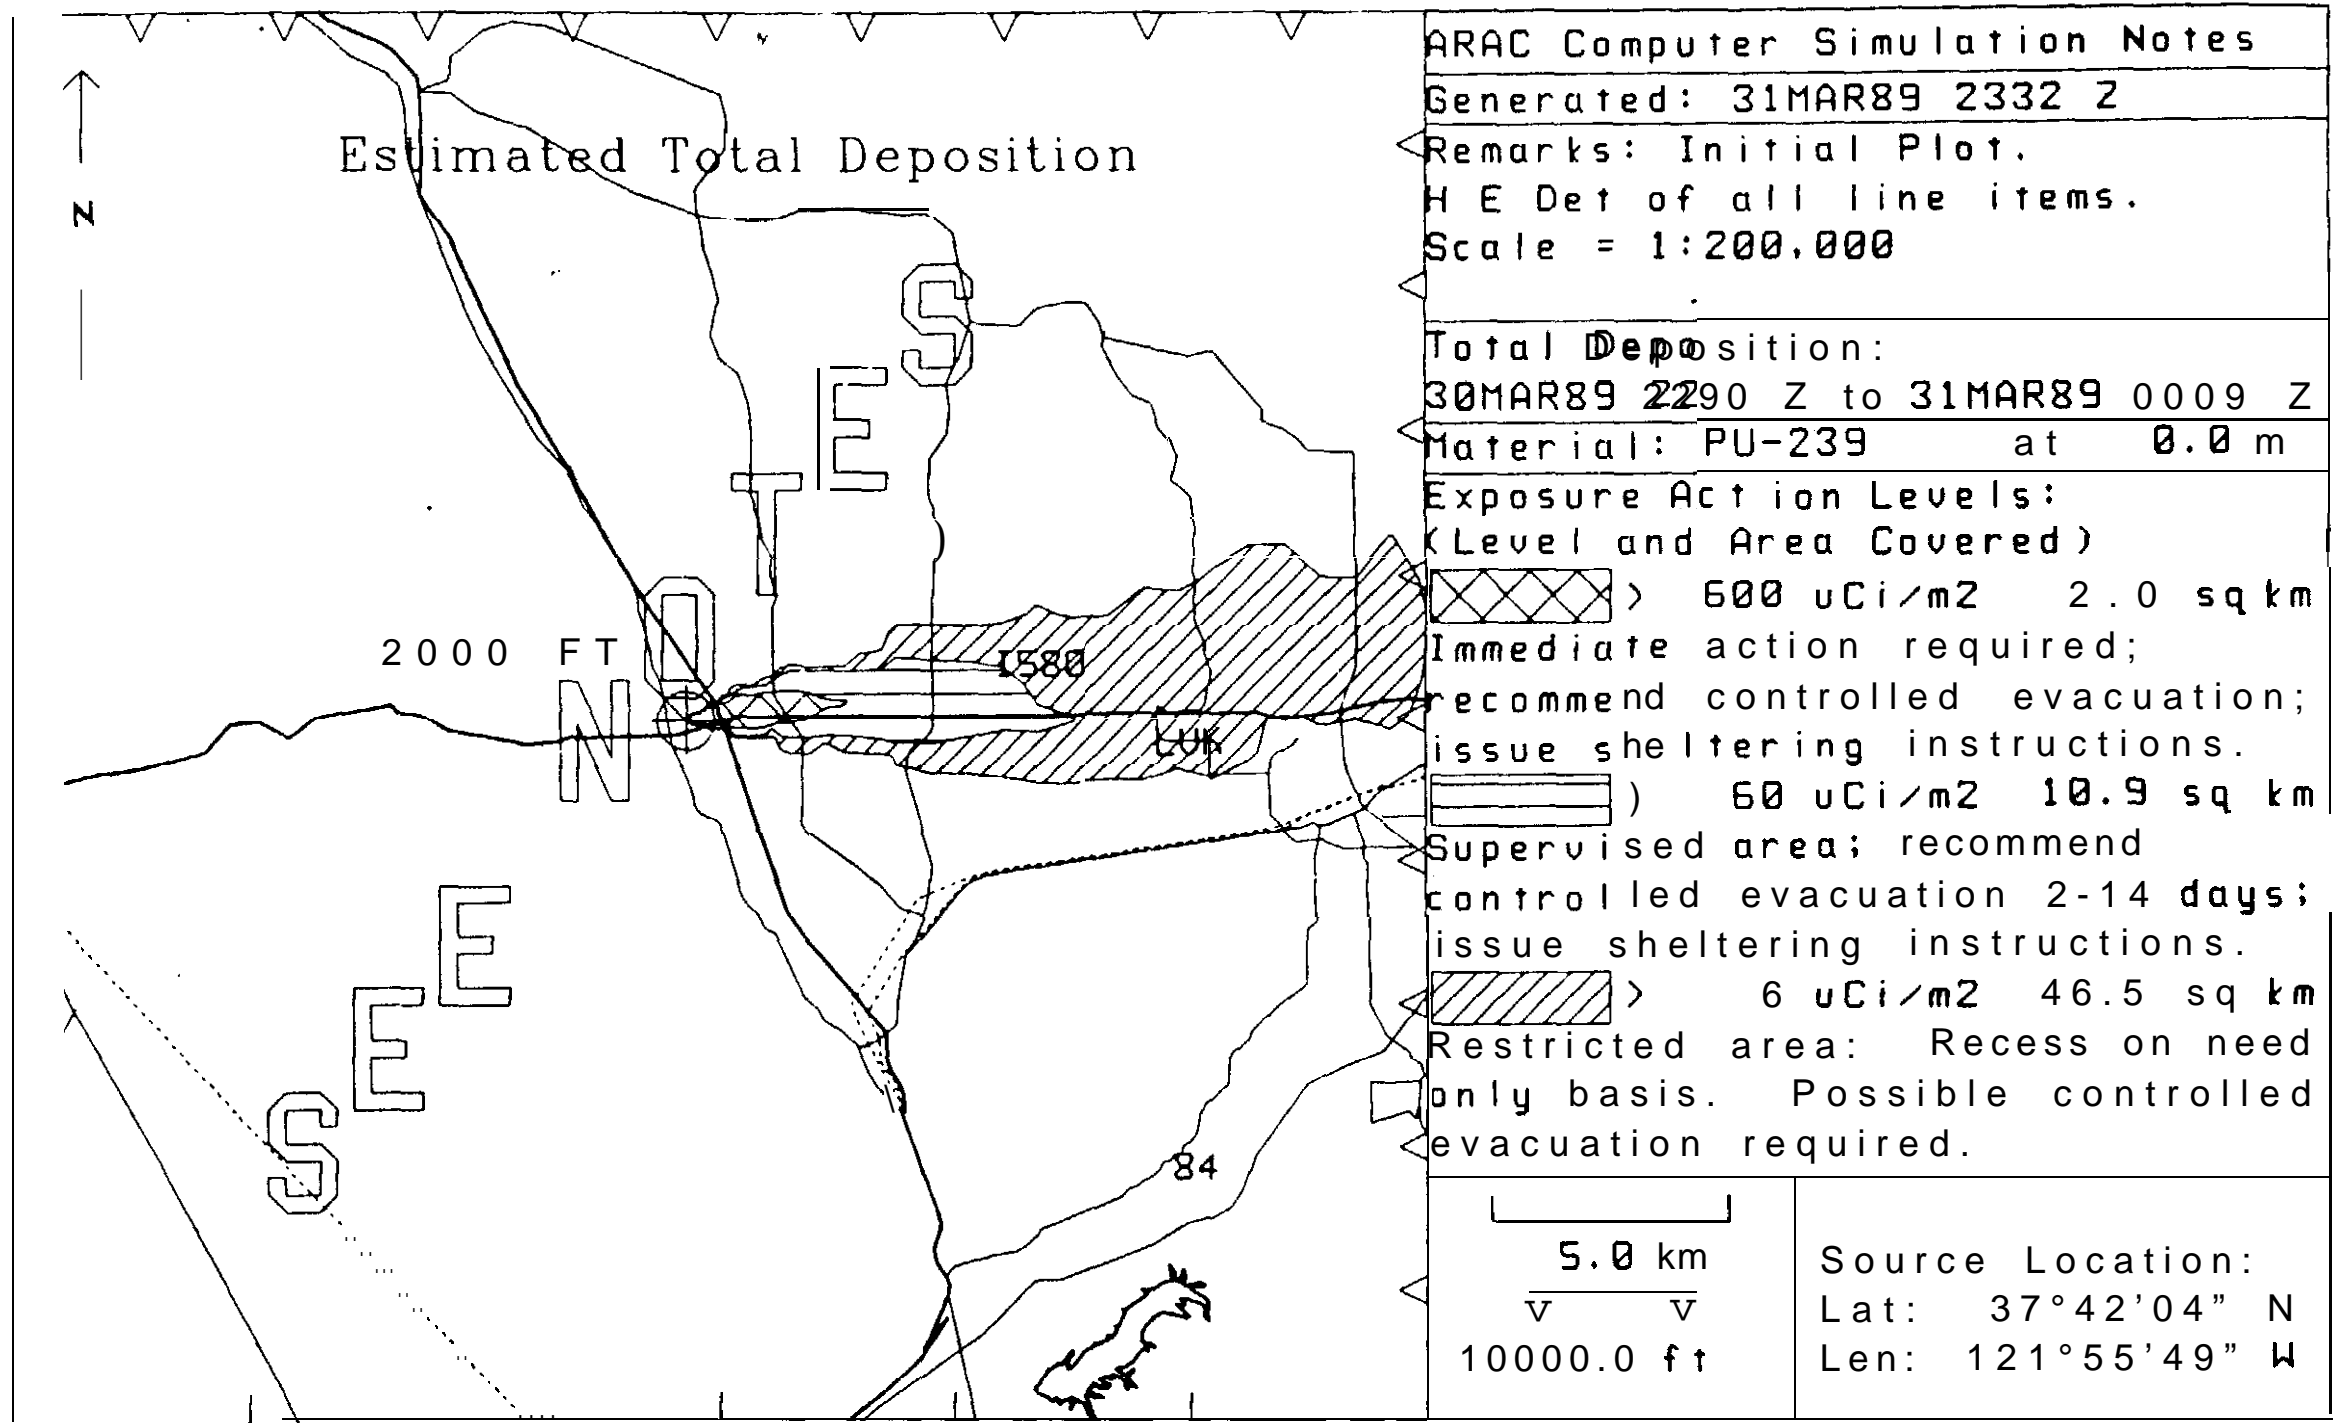 Estimated Total Deposition
N
SEE NOTES
2000 FT
I580
LVK
84
ARAC Computer Simulation Notes
Generated: 31MAR89 2332 Z
Remarks: Initial Plot.
H E Det of all line items.
Scale = 1:200,000
Total Deposition:
30MAR89 2290 Z to 31MAR89 0009 Z
Material: PU-239 at 0.0 m
Exposure Action Levels:
(Level and Area Covered)
> 600 uCi/m2 2.0 sq km
Immediate action required;
recommend controlled evacuation;
issue sheltering instructions.
) 60 uCi/m2 10.9 sq km
Supervised area; recommend
controlled evacuation 2-14 days;
issue sheltering instructions.
> 6 uCi/m2 46.5 sq km
Restricted area: Recess on need
only basis. Possible controlled
evacuation required.
5.0 km
V V
10000.0 ft
Source Location:
Lat: 37°42'04" N
Len: 121°55'49" W